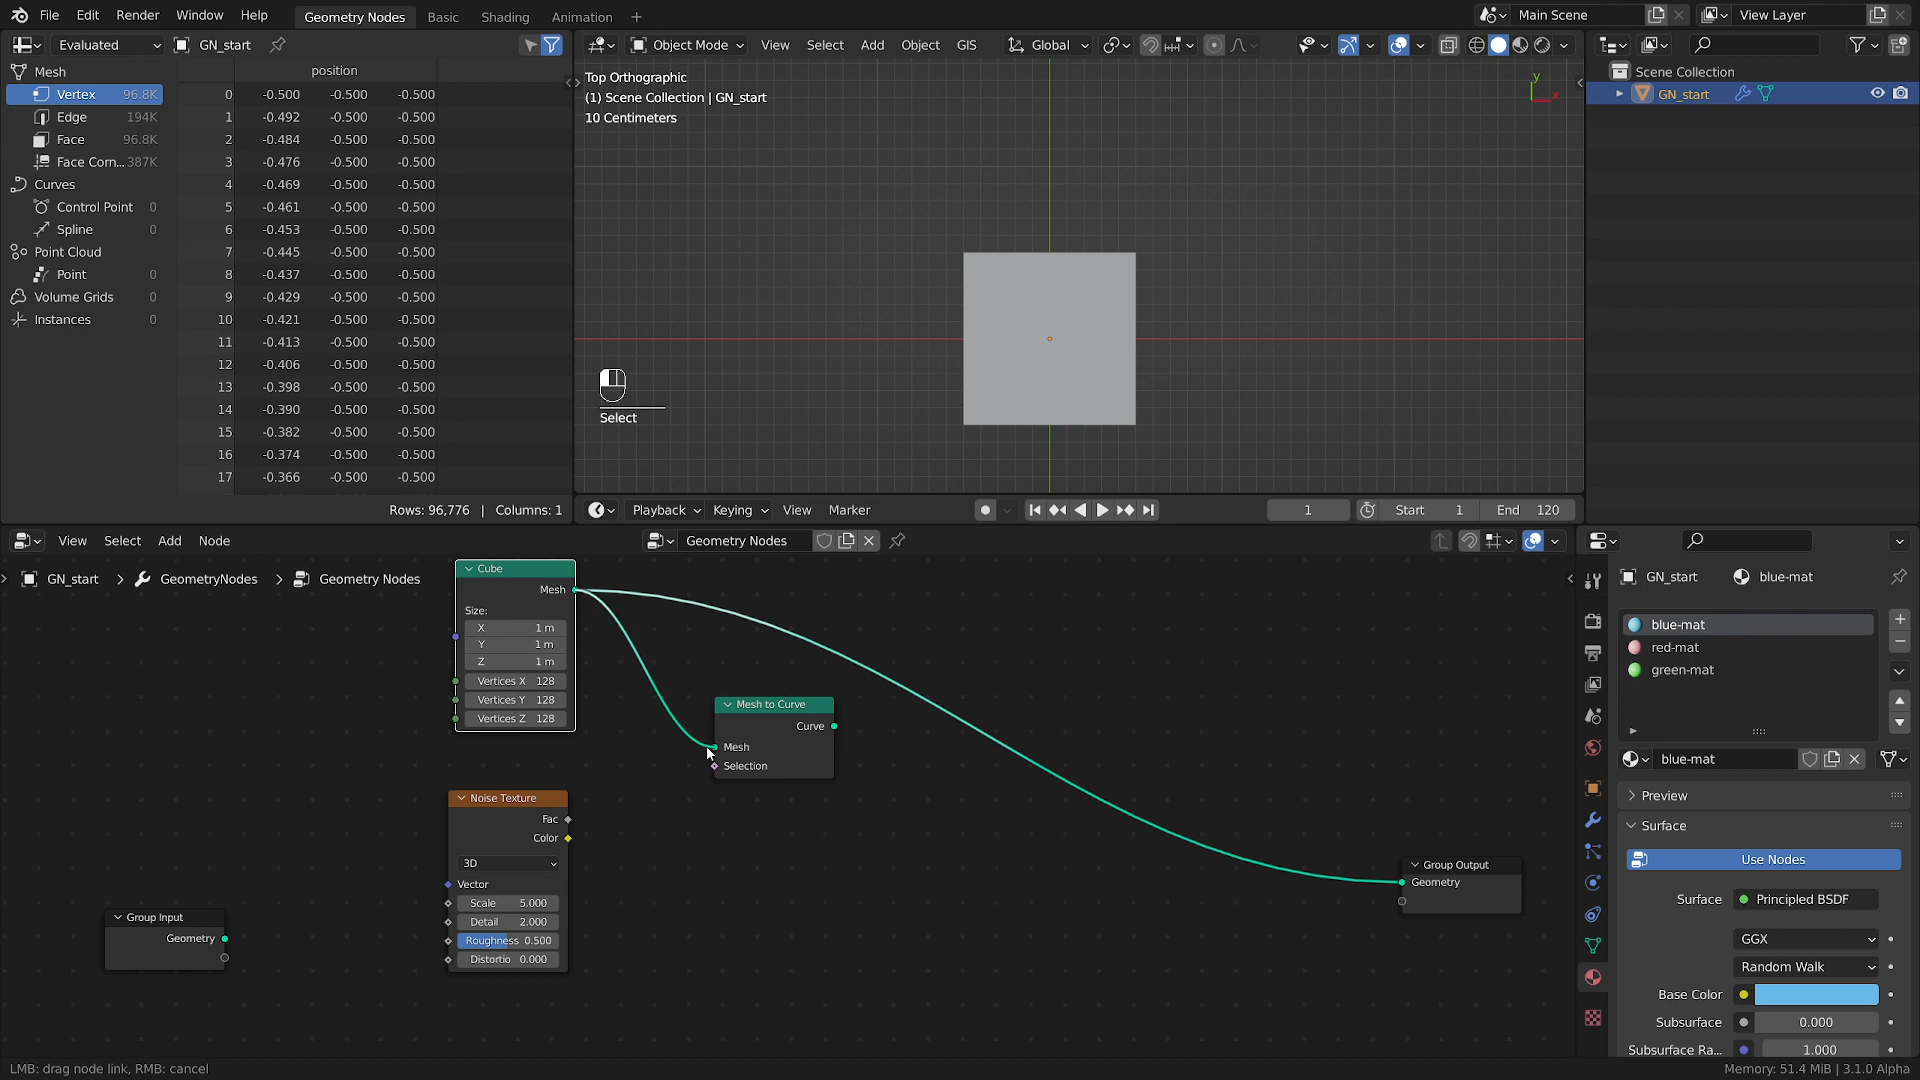 File Edit Render Window Help
Geometry Nodes Basic Shading Animation +
Main Scene
View Layer
Evaluated
GN_start
Object Mode View Select Add Object GIS
Global
Mesh
Vertex 96.8K
Edge 194K
Face 96.8K
Face Corn... 387K
Curves
Control Point 0
Spline 0
Point Cloud
Point 0
Volume Grids 0
Instances 0
position
0 -0.500 -0.500 -0.500
1 -0.492 -0.500 -0.500
2 -0.484 -0.500 -0.500
3 -0.476 -0.500 -0.500
4 -0.469 -0.500 -0.500
5 -0.461 -0.500 -0.500
6 -0.453 -0.500 -0.500
7 -0.445 -0.500 -0.500
8 -0.437 -0.500 -0.500
9 -0.429 -0.500 -0.500
10 -0.421 -0.500 -0.500
11 -0.413 -0.500 -0.500
12 -0.406 -0.500 -0.500
13 -0.398 -0.500 -0.500
14 -0.390 -0.500 -0.500
15 -0.382 -0.500 -0.500
16 -0.374 -0.500 -0.500
17 -0.366 -0.500 -0.500
Rows: 96,776 | Columns: 1
Top Orthographic
(1) Scene Collection | GN_start
10 Centimeters
y
x
Select
Scene Collection
GN_start
Playback Keying View Marker
1
Start 1
End 120
View Select Add Node
Geometry Nodes
GN_start > GeometryNodes > Geometry Nodes
Cube
Mesh
Size:
X 1 m
Y 1 m
Z 1 m
Vertices X 128
Vertices Y 128
Vertices Z 128
Mesh to Curve
Curve
Mesh
Selection
Noise Texture
Fac
Color
3D
Vector
Scale 5.000
Detail 2.000
Roughness 0.500
Distortio 0.000
Group Input
Geometry
Group Output
Geometry
GN_start
blue-mat
blue-mat
red-mat
green-mat
blue-mat
Preview
Surface
Use Nodes
Surface Principled BSDF
GGX
Random Walk
Base Color
Subsurface 0.000
Subsurface Ra... 1.000
LMB: drag node link, RMB: cancel
Memory: 51.4 MiB | 3.1.0 Alpha